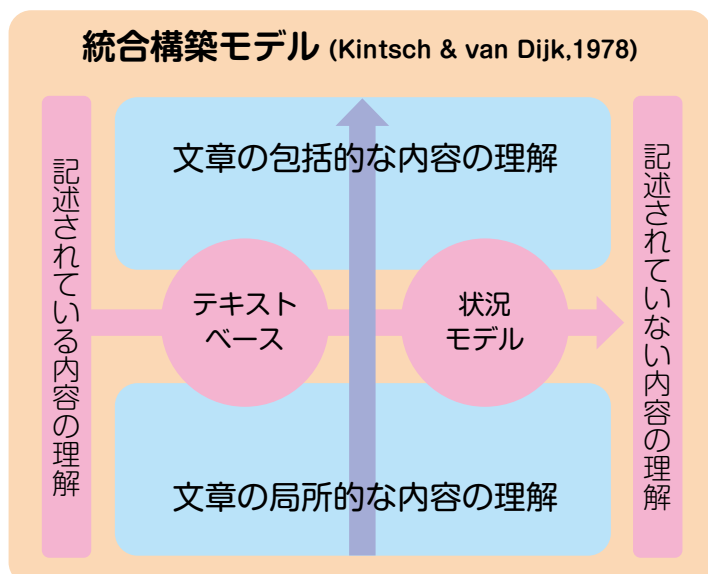 統合構築モデル (Kintsch & van Dijk,1978)
記述されている内容の理解
文章の包括的な内容の理解
テキスト
ベース
状況
モデル
文章の局所的な内容の理解
記述されていない内容の理解